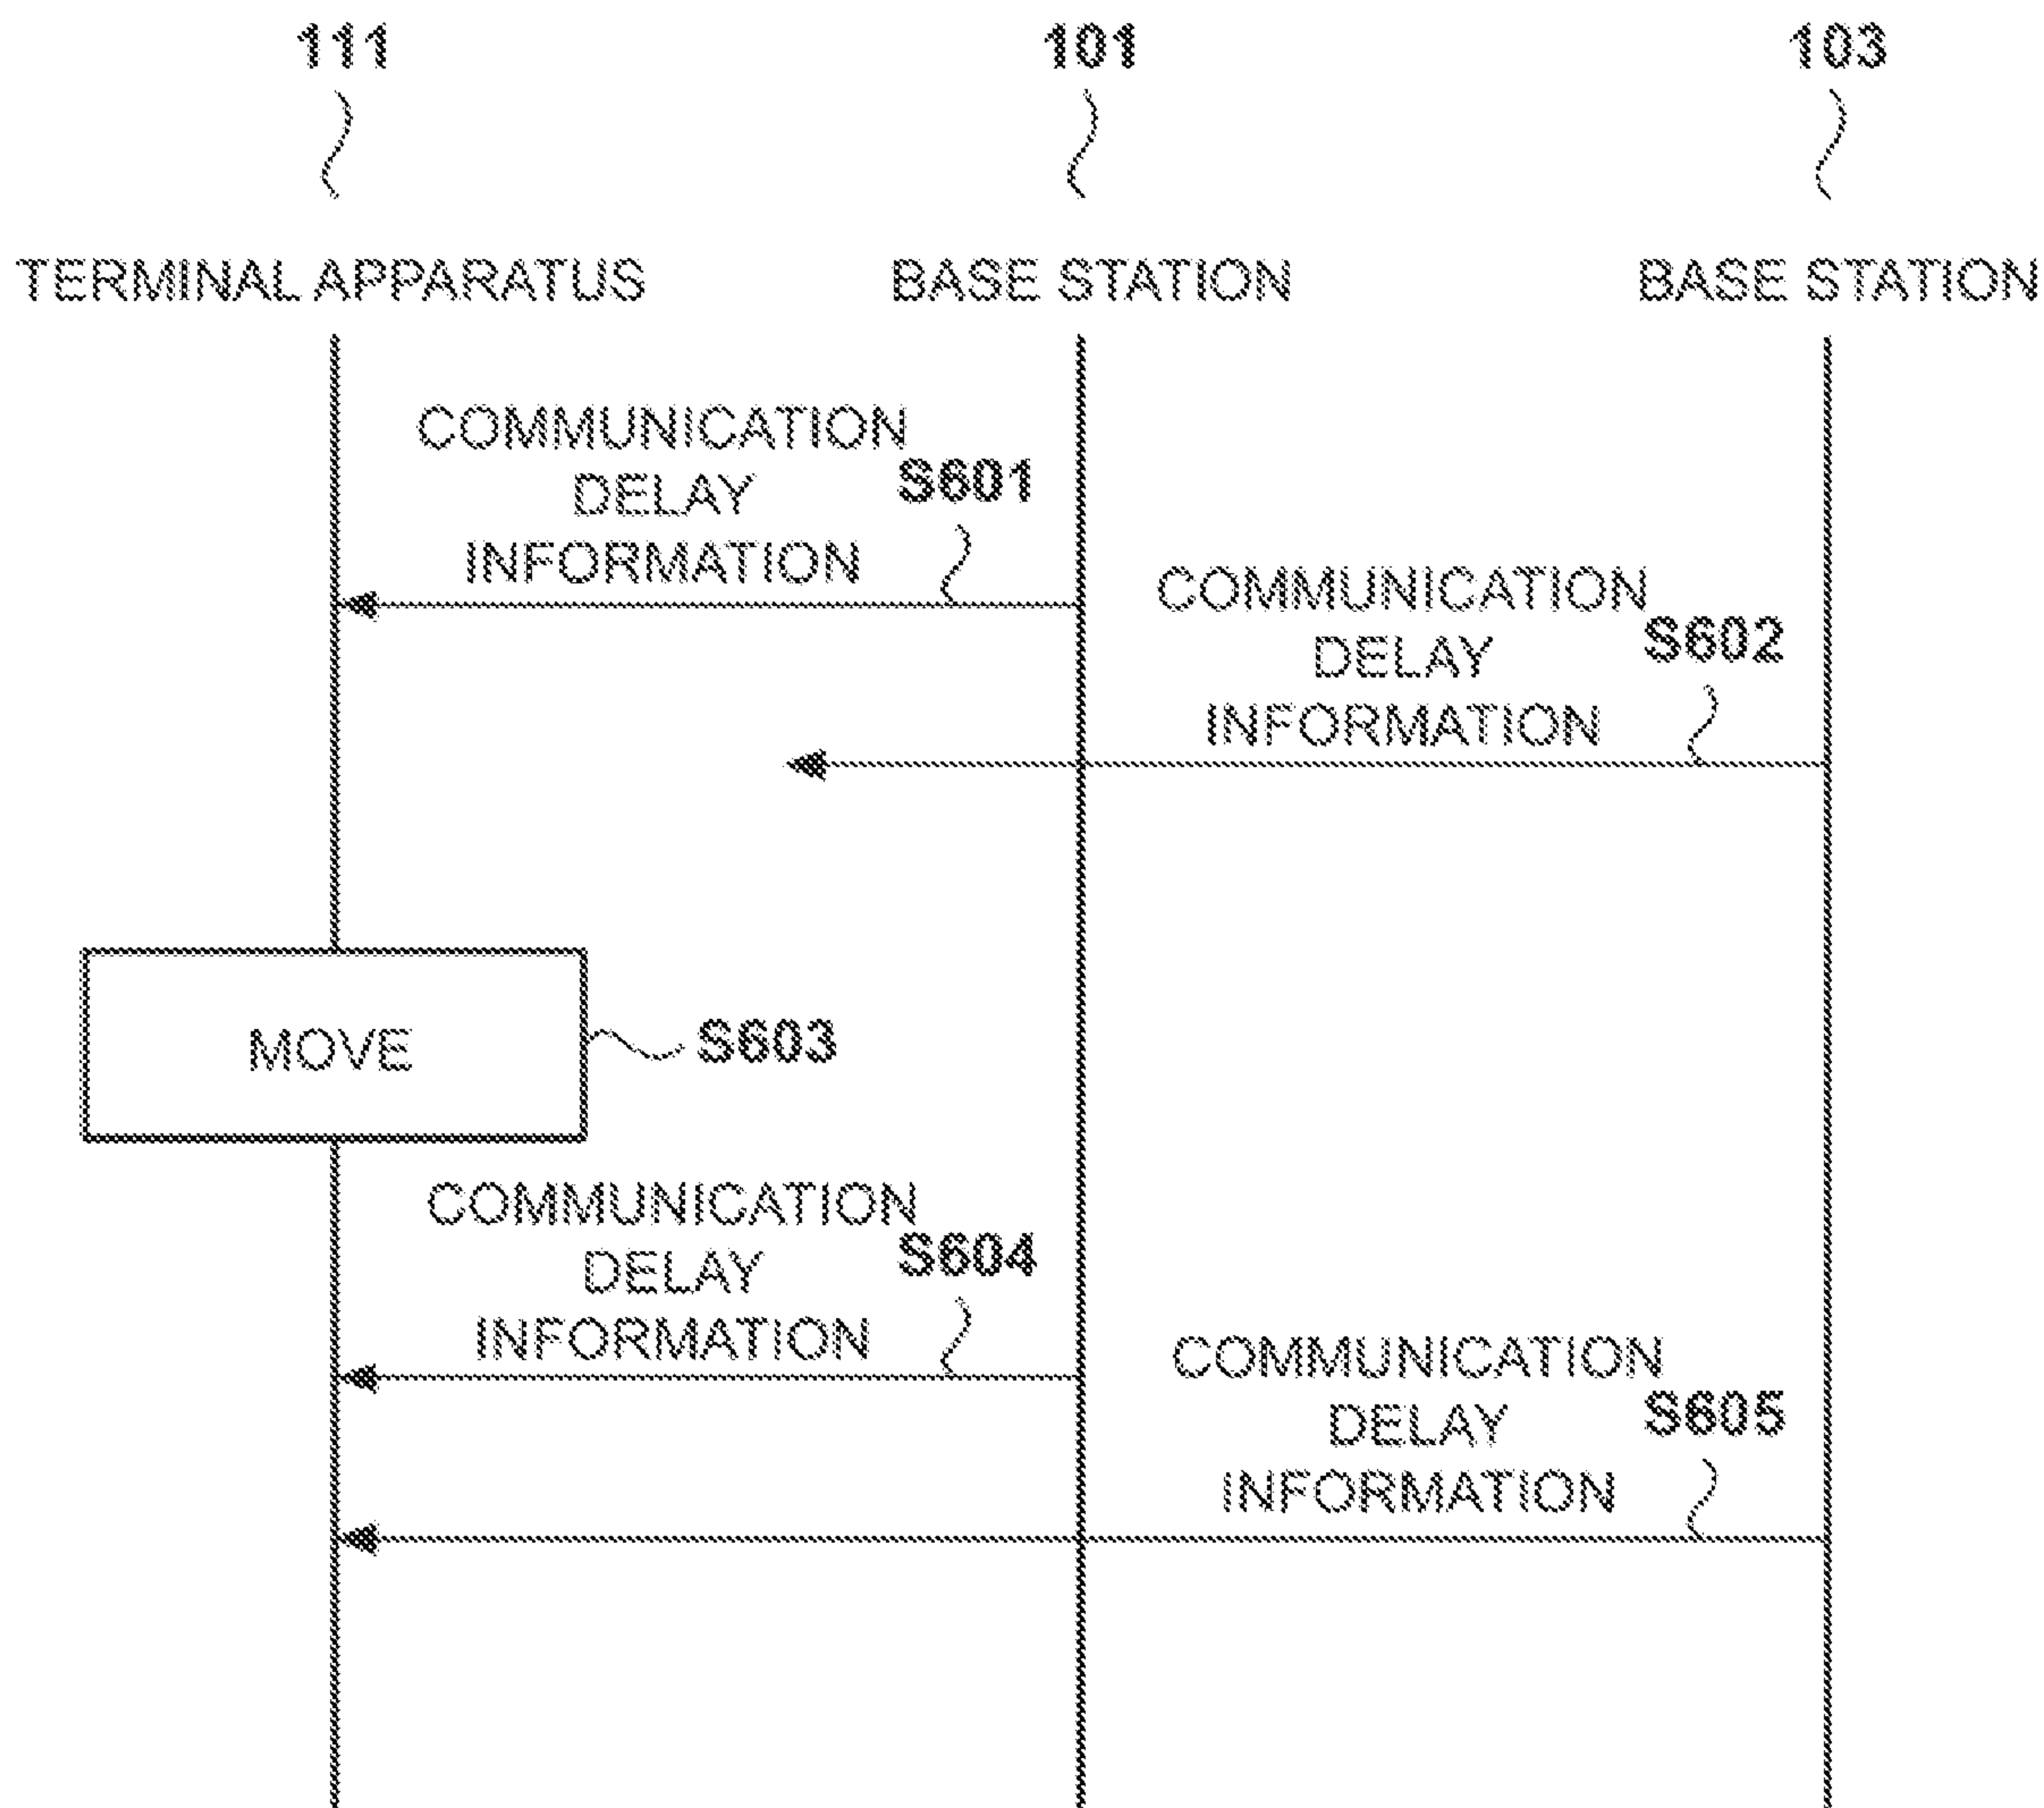 111
101
103
TERMINAL APPARATUS
BASE STATION
BASE STATION
COMMUNICATION
DELAY
INFORMATION
S601
COMMUNICATION
DELAY
INFORMATION
S602
MOVE
S603
COMMUNICATION
DELAY
INFORMATION
S604
COMMUNICATION
DELAY
INFORMATION
S605